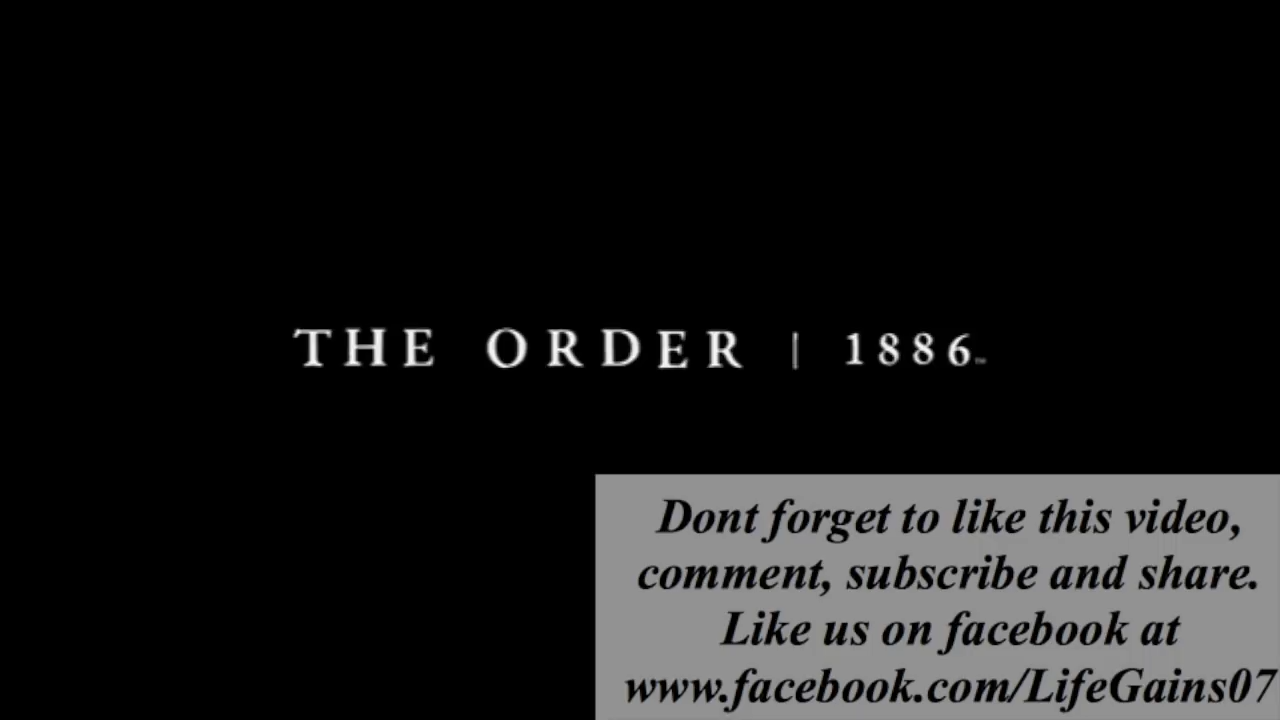 THE ORDER | 1886™
Dont forget to like this video,
comment, subscribe and share.
Like us on facebook at
www.facebook.com/LifeGains07